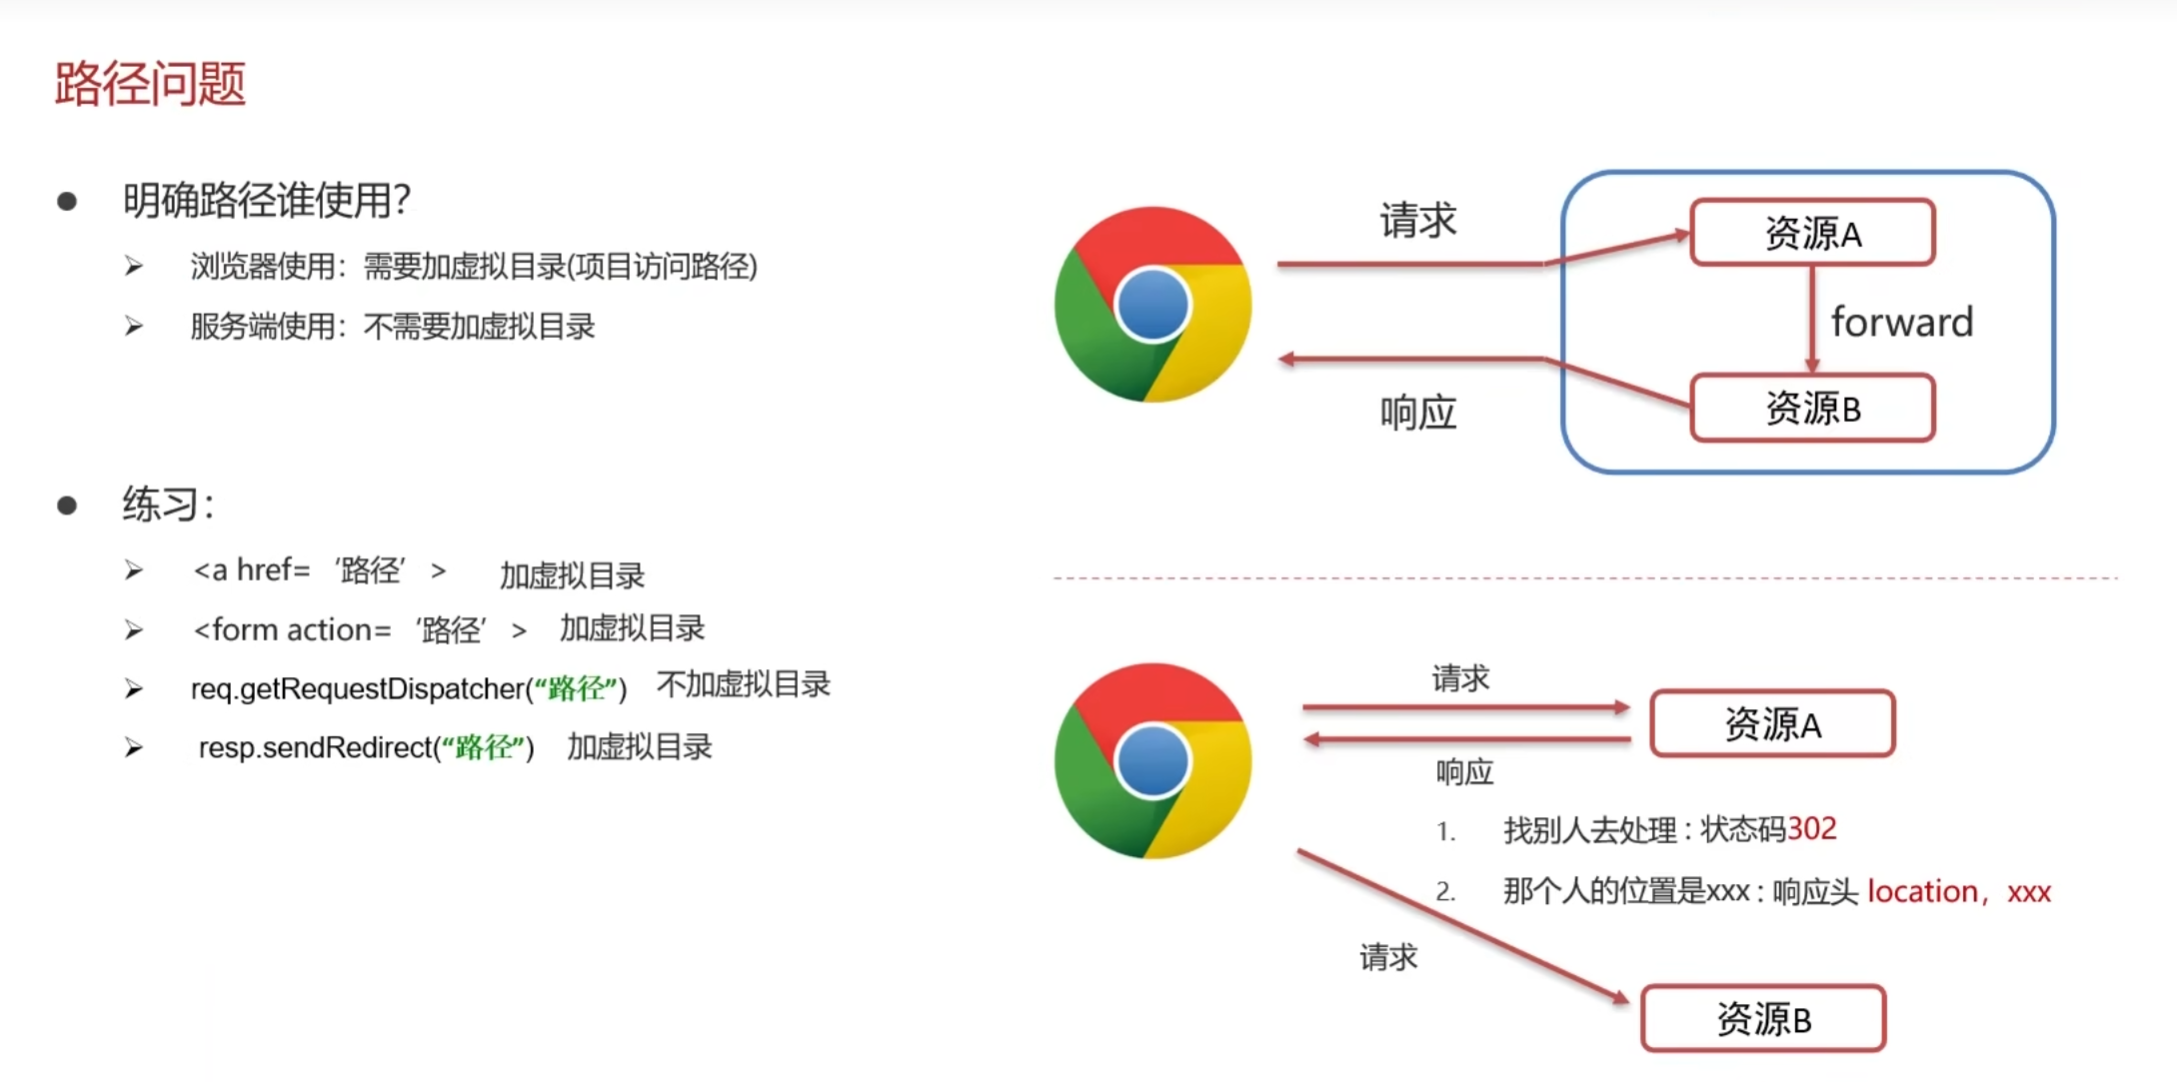 路径问题
明确路径谁使用？
浏览器使用：需要加虚拟目录(项目访问路径)
服务端使用：不需要加虚拟目录
练习：
<a href=‘路径’> 加虚拟目录
<form action=‘路径’> 加虚拟目录
req.getRequestDispatcher(“路径”) 不加虚拟目录
resp.sendRedirect(“路径”) 加虚拟目录
请求
资源A
forward
响应
资源B
请求
资源A
响应
1. 找别人去处理：状态码302
2. 那个人的位置是xxx：响应头 location，xxx
请求
资源B